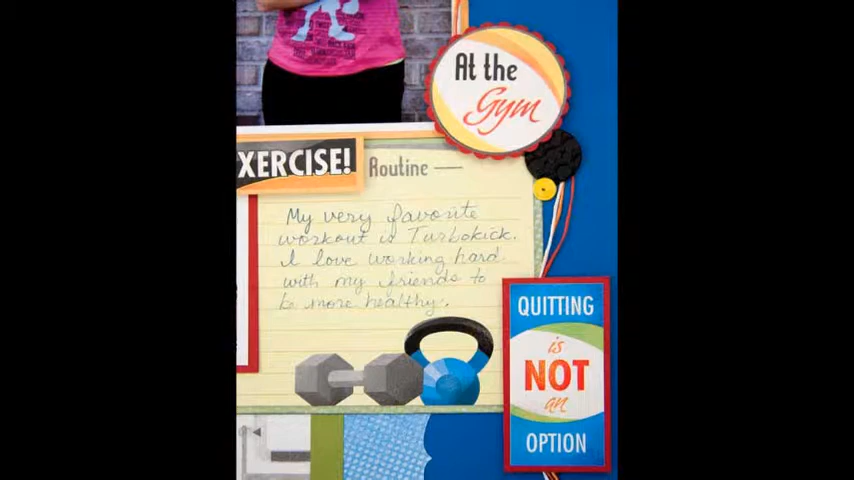 At the
Gym
XERCISE!
Routine
My very favorite
workout is Turbokick.
I love working hard
with my friends to
be more healthy.
QUITTING
is
NOT
an
OPTION